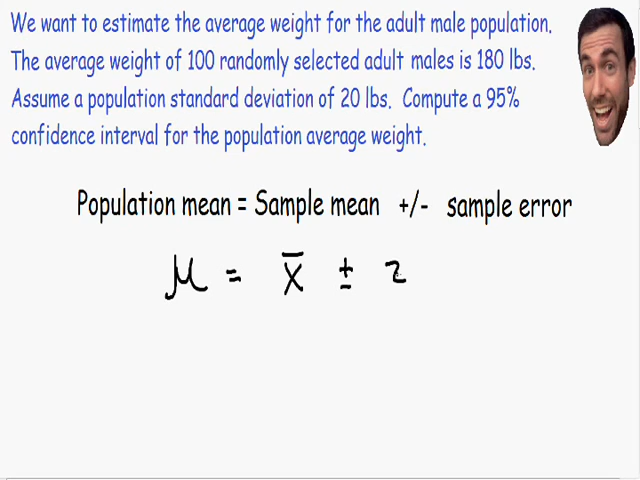 We want to estimate the average weight for the adult male population.
The average weight of 100 randomly selected adult males is 180 lbs.
Assume a population standard deviation of 20 lbs. Compute a 95%
confidence interval for the population average weight.
Population mean = Sample mean +/- sample error
μ = x̄ ± z